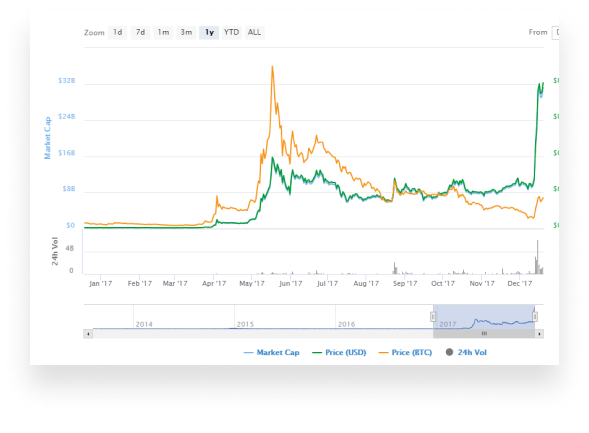 Zoom 1d 7d 1m 3m 1y YTD ALL From
$32B
$24B
$16B
$8B
$0
Market Cap
24h Vol
4B
0
Jan '17 Feb '17 Mar '17 Apr '17 May '17 Jun '17 Jul '17 Aug '17 Sep '17 Oct '17 Nov '17 Dec '17
2014 2015 2016 2017
Market Cap Price (USD) Price (BTC) 24h Vol